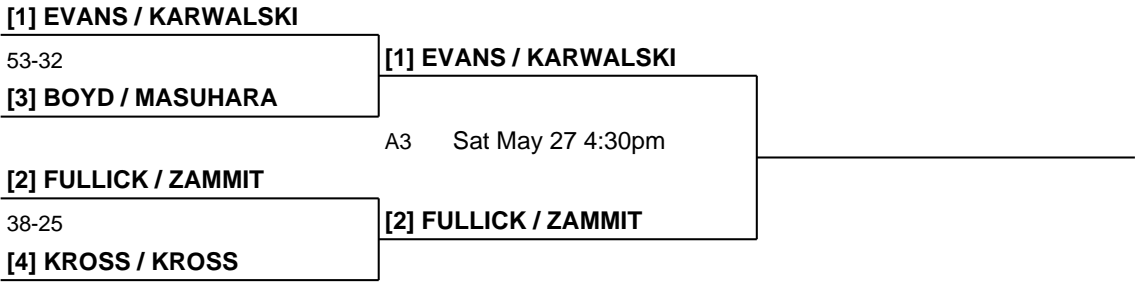 [1] EVANS / KARWALSKI
53-32
[1] EVANS / KARWALSKI
[3] BOYD / MASUHARA
A3 Sat May 27 4:30pm
[2] FULLICK / ZAMMIT
38-25
[2] FULLICK / ZAMMIT
[4] KROSS / KROSS